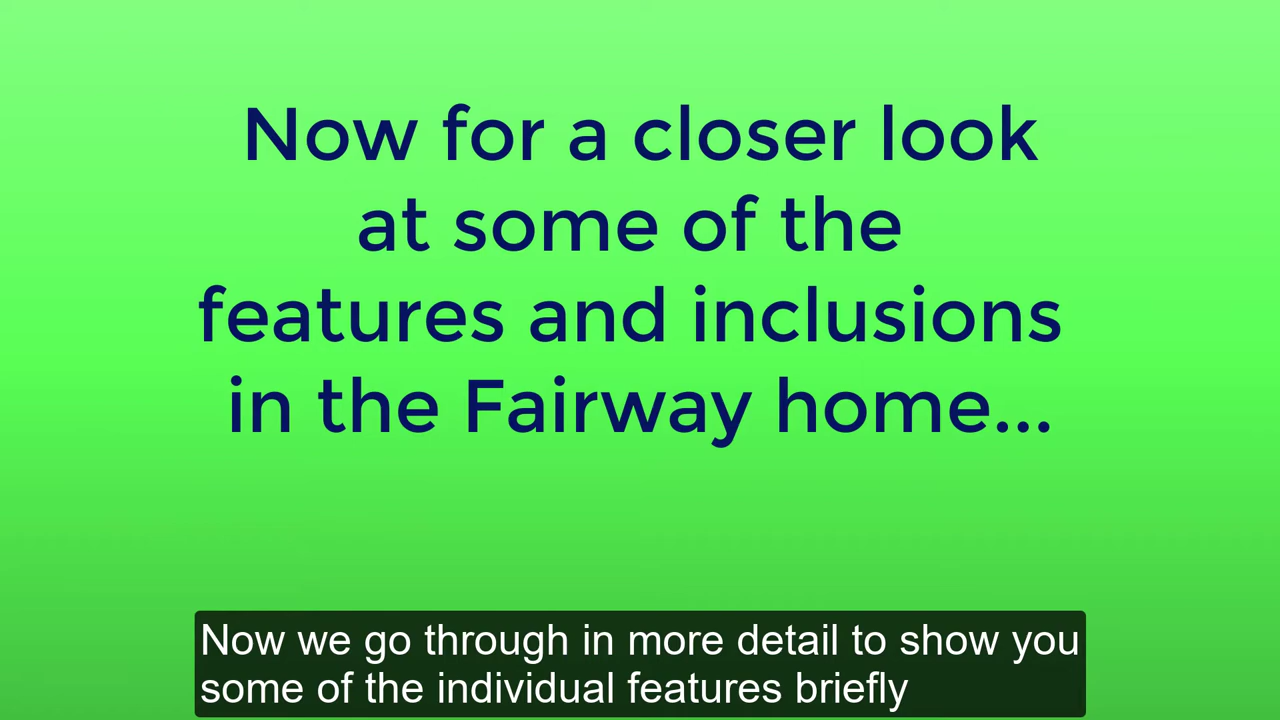 Now for a closer look
at some of the
features and inclusions
in the Fairway home...
Now we go through in more detail to show you
some of the individual features briefly